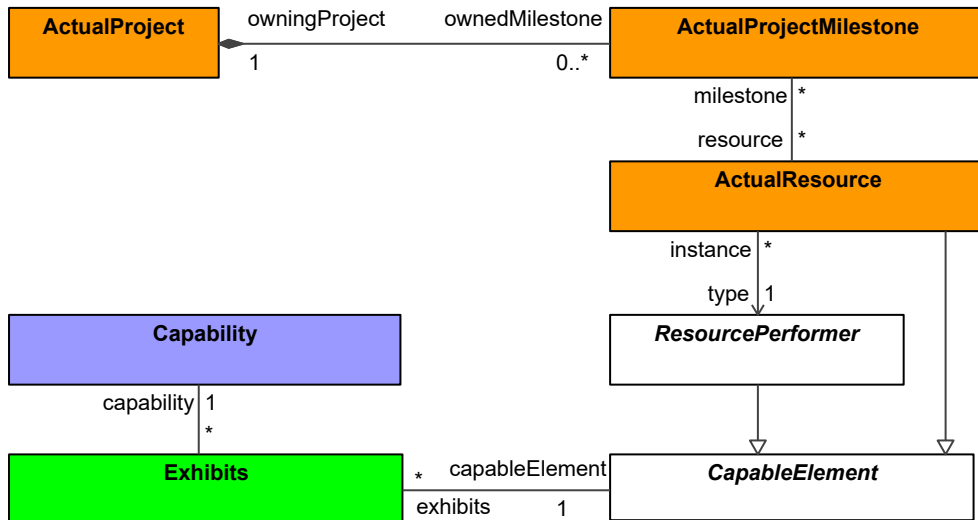 ActualProject
owningProject
ownedMilestone
1
0..*
ActualProjectMilestone
milestone *
resource *
ActualResource
instance *
type 1
ResourcePerformer
Capability
capability 1
*
Exhibits
* capableElement
exhibits 1
CapableElement